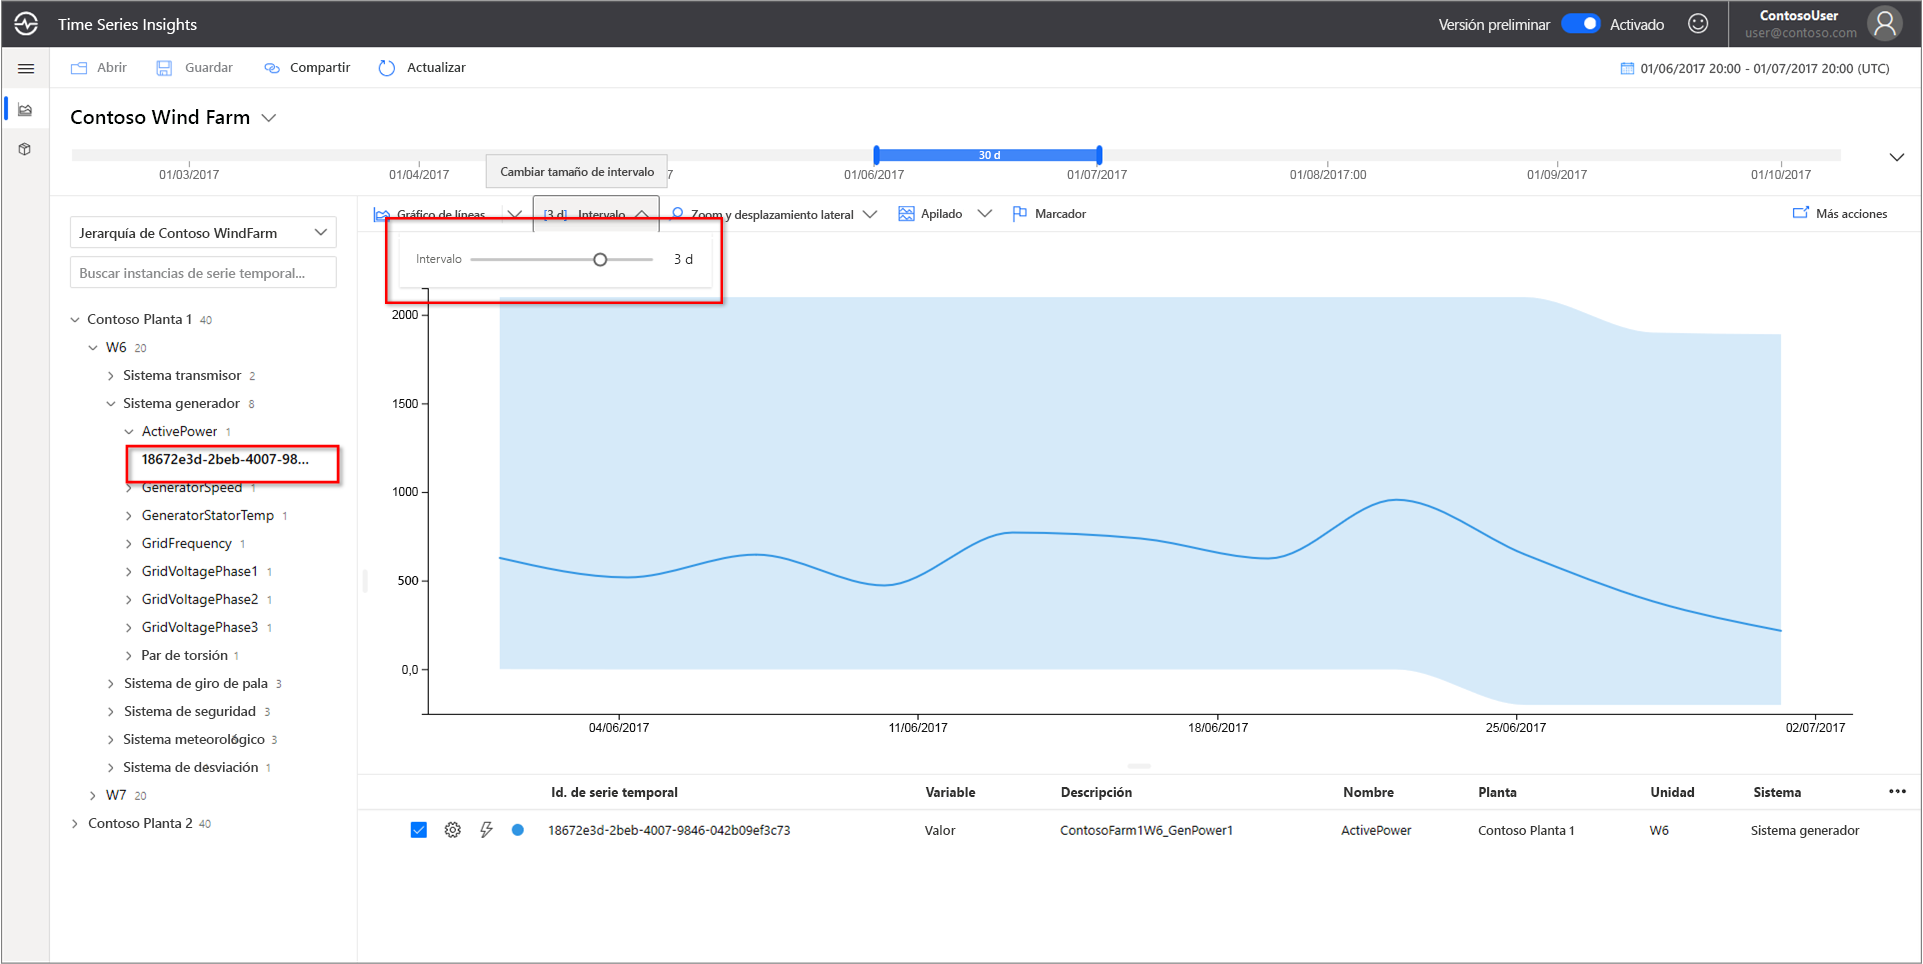 Time Series Insights
Versión preliminar Activado
ContosoUser
user@contoso.com
Abrir Guardar Compartir Actualizar 01/06/2017 20:00 - 01/07/2017 20:00 (UTC)
Contoso Wind Farm
30 d
Cambiar tamaño de intervalo
01/03/2017 01/04/2017 7 01/06/2017 01/07/2017 01/08/2017:00 01/09/2017 01/10/2017
Gráfico de líneas [3 d] Intervalo Zoom y desplazamiento lateral Apilado Marcador Más acciones
Intervalo 3 d
Jerarquía de Contoso WindFarm
Buscar instancias de serie temporal...
Contoso Planta 1 40
W6 20
Sistema transmisor 2
Sistema generador 8
ActivePower 1
18672e3d-2beb-4007-98...
GeneratorSpeed 1
GeneratorStatorTemp 1
GridFrequency 1
GridVoltagePhase1 1
GridVoltagePhase2 1
GridVoltagePhase3 1
Par de torsión 1
Sistema de giro de pala 3
Sistema de seguridad 3
Sistema meteorológico 3
Sistema de desviación 1
W7 20
Contoso Planta 2 40
2000
1500
1000
500
0,0
04/06/2017 11/06/2017 18/06/2017 25/06/2017 02/07/2017
Id. de serie temporal Variable Descripción Nombre Planta Unidad Sistema
18672e3d-2beb-4007-9846-042b09ef3c73 Valor ContosoFarm1W6_GenPower1 ActivePower Contoso Planta 1 W6 Sistema generador